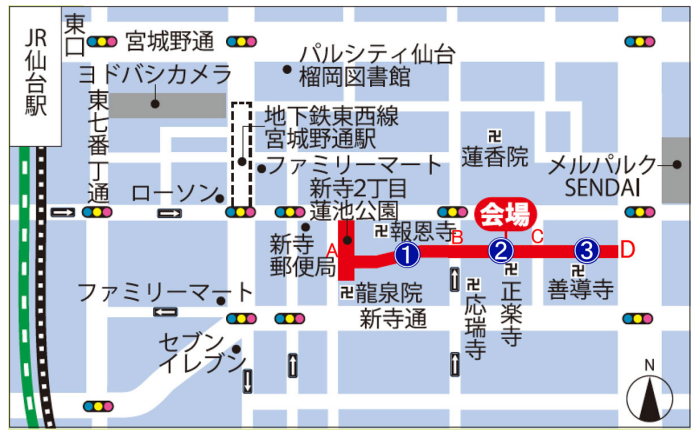 JR仙台駅
東口
宮城野通
パルシティ仙台
榴岡図書館
ヨドバシカメラ
東七番丁通
地下鉄東西線
宮城野通駅
蓮香院
メルパルク
SENDAI
ファミリーマート
ローソン
新寺2丁目
蓮池公園
会場
報恩寺
新寺
郵便局
A
B
C
D
1
2
3
龍泉院
新寺通
応瑞寺
正楽寺
善導寺
ファミリーマート
セブン
イレブン
N